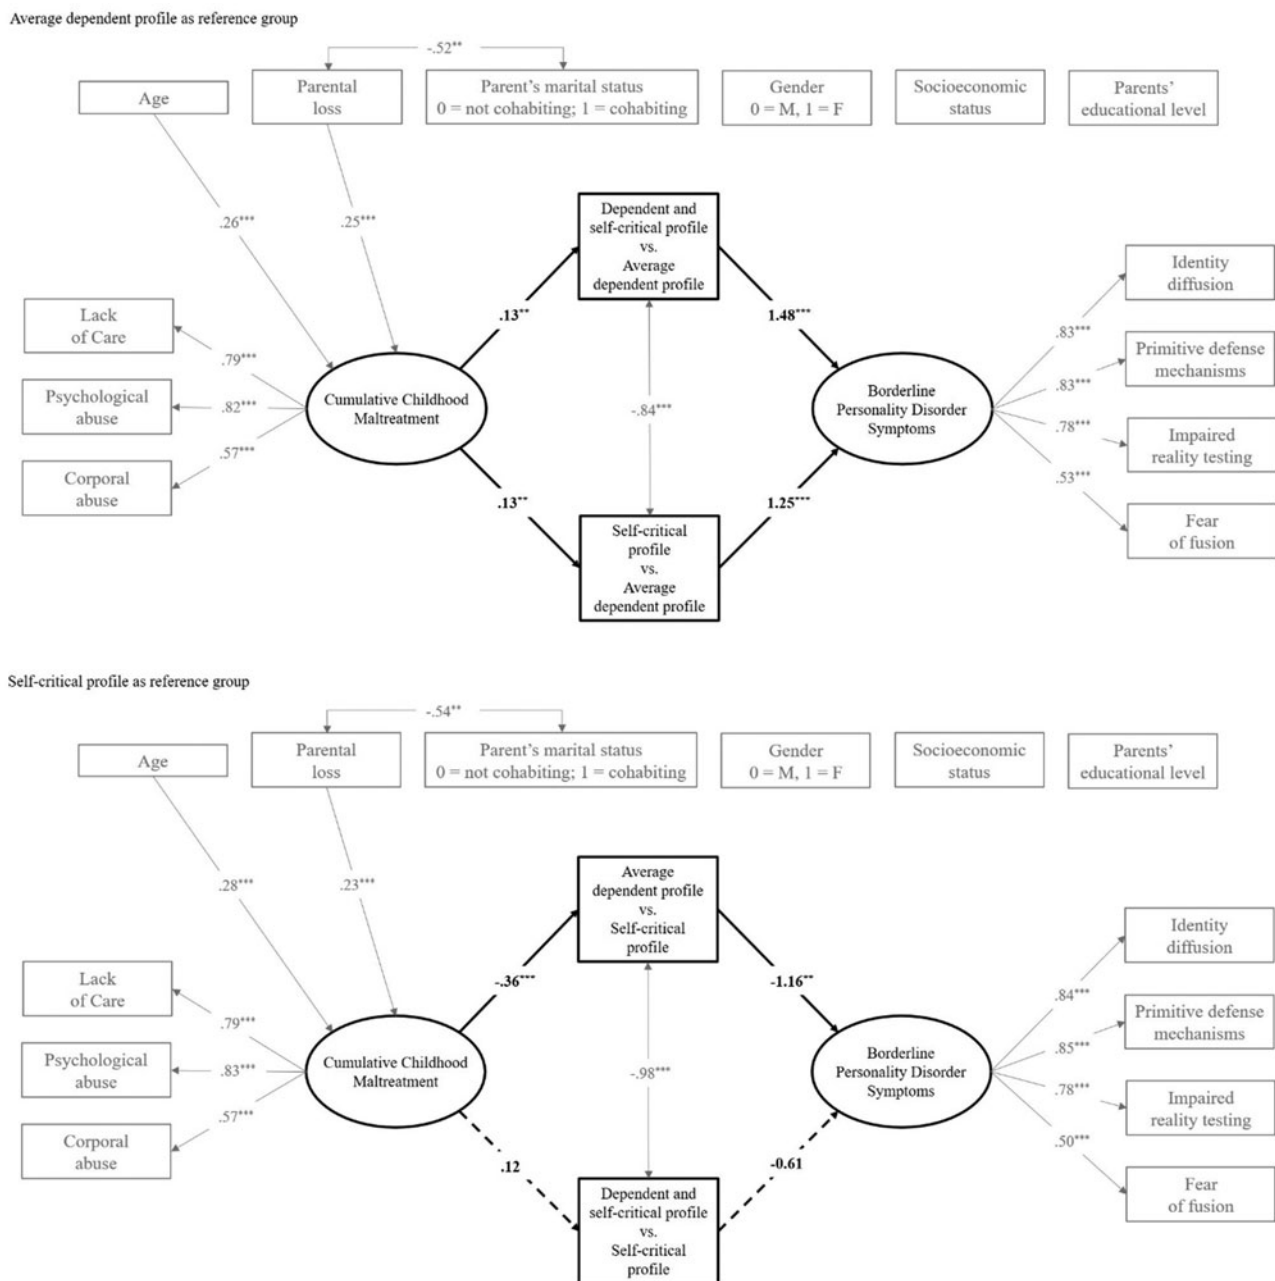 Average dependent profile as reference group
-.52**
Age
Parental
loss
Parent's marital status
0 = not cohabiting; 1 = cohabiting
Gender
0 = M, 1 = F
Socioeconomic
status
Parents'
educational level
.26***
.25***
Dependent and
self-critical profile
vs.
Average
dependent profile
Lack
of Care
Psychological
abuse
Corporal
abuse
.79***
.82***
.57***
Cumulative Childhood
Maltreatment
.13**
.13**
-.84***
1.48***
1.25***
Self-critical
profile
vs.
Average
dependent profile
Borderline
Personality Disorder
Symptoms
.83***
.83***
.78***
.53***
Identity
diffusion
Primitive defense
mechanisms
Impaired
reality testing
Fear
of fusion
Self-critical profile as reference group
-.54**
Age
Parental
loss
Parent's marital status
0 = not cohabiting; 1 = cohabiting
Gender
0 = M, 1 = F
Socioeconomic
status
Parents'
educational level
.28***
.23***
Average
dependent profile
vs.
Self-critical
profile
Lack
of Care
Psychological
abuse
Corporal
abuse
.79***
.83***
.57***
Cumulative Childhood
Maltreatment
-.36***
.12
-.98***
-1.16**
-0.61
Dependent and
self-critical profile
vs.
Self-critical
profile
Borderline
Personality Disorder
Symptoms
.84***
.85***
.78***
.50***
Identity
diffusion
Primitive defense
mechanisms
Impaired
reality testing
Fear
of fusion